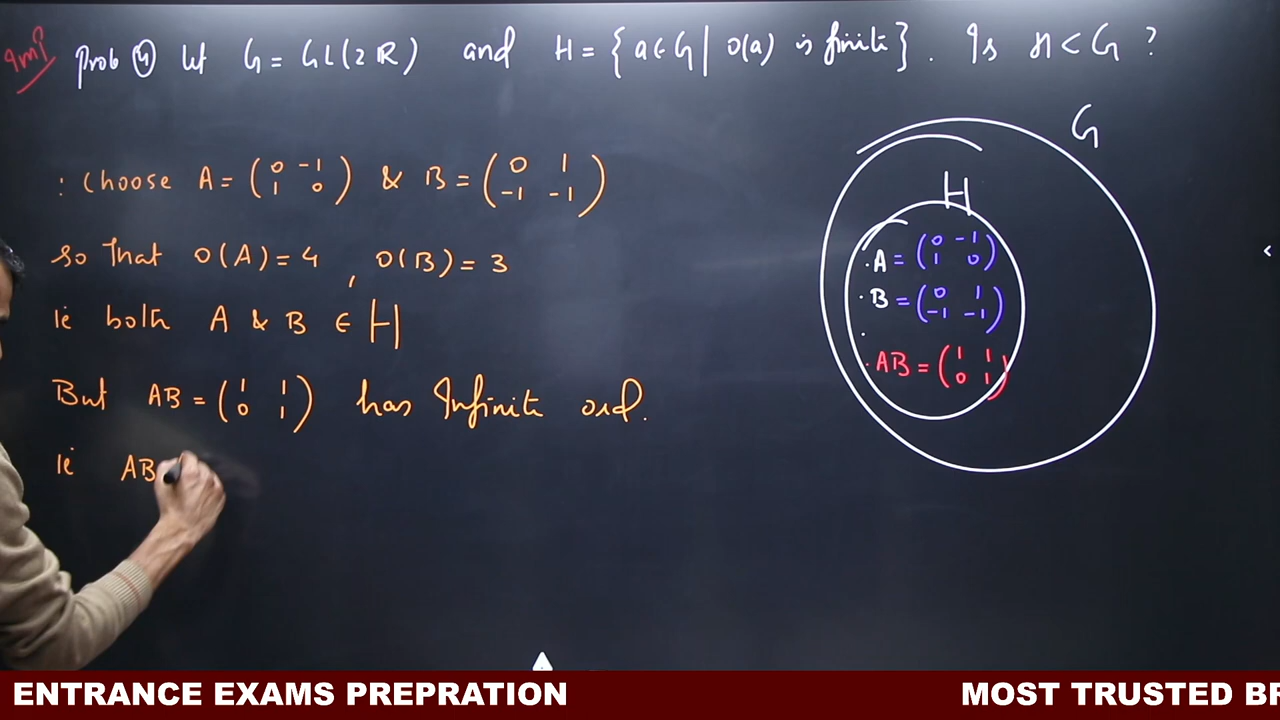 Imp
Prob ④ let G = GL(2 R) and H = { a ∈ G | O(a) is finite } . Is H < G ?
G
: Choose A = ( 0 -1 / 1 0 ) & B = ( 0 1 / -1 -1 )
H
· A = ( 0 -1 / 1 0 )
· B = ( 0 1 / -1 -1 )
· AB = ( 1 1 / 0 1 )
so that O(A) = 4 , O(B) = 3
ie both A & B ∈ H
But AB = ( 1 1 / 0 1 ) has Infinite ord.
ie AB
ENTRANCE EXAMS PREPRATION
MOST TRUSTED